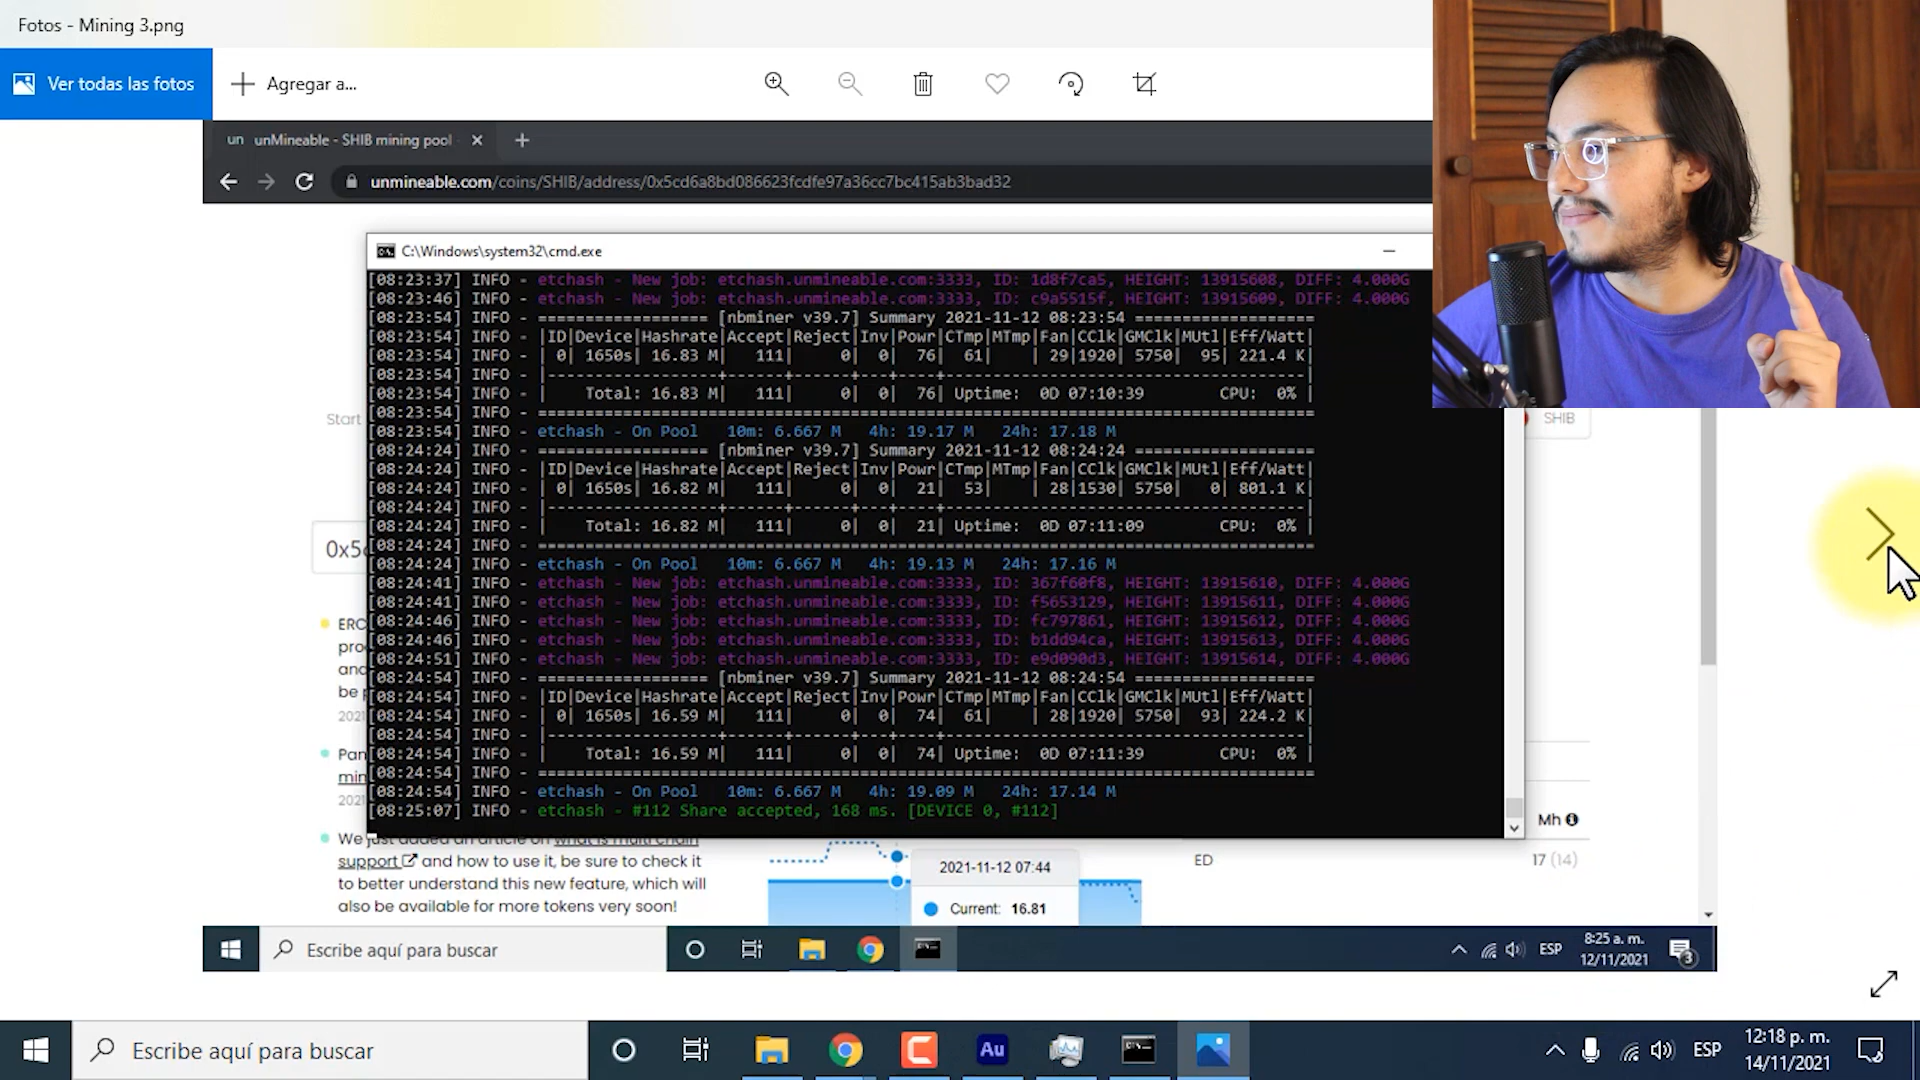 Fotos - Mining 3.png
Ver todas las fotos
Agregar a...
un unMineable - SHIB mining pool
unmineable.com/coins/SHIB/address/0x5cd6a8bd086623fcdfe97a36cc7bc415ab3bad32
C:\Windows\system32\cmd.exe
[08:23:37] INFO - etchash - New job: etchash.unmineable.com:3333, ID: 1d8f7ca5, HEIGHT: 13915608, DIFF: 4.000G
[08:23:46] INFO - etchash - New job: etchash.unmineable.com:3333, ID: c9a5515f, HEIGHT: 13915609, DIFF: 4.000G
[08:23:54] INFO - ================== [nbminer v39.7] Summary 2021-11-12 08:23:54 ==================
[08:23:54] INFO - |ID|Device|Hashrate|Accept|Reject|Inv|Powr|CTmp|MTmp|Fan|CClk|GMClk|MUtl|Eff/Watt|
[08:23:54] INFO - | 0| 1650s| 16.83 M| 111| 0| 0| 76| 61| | 29|1920| 5750| 95| 221.4 K|
[08:23:54] INFO - |------------------+------+------+---+----+---------------------------------------|
[08:23:54] INFO - | Total: 16.83 M| 111| 0| 0| 76| Uptime: 0D 07:10:39 CPU: 0% |
[08:23:54] INFO - ==================================================================
[08:23:54] INFO - etchash - On Pool 10m: 6.667 M 4h: 19.17 M 24h: 17.18 M
[08:24:24] INFO - ================== [nbminer v39.7] Summary 2021-11-12 08:24:24 ==================
[08:24:24] INFO - |ID|Device|Hashrate|Accept|Reject|Inv|Powr|CTmp|MTmp|Fan|CClk|GMClk|MUtl|Eff/Watt|
[08:24:24] INFO - | 0| 1650s| 16.82 M| 111| 0| 0| 21| 53| | 28|1530| 5750| 0| 801.1 K|
[08:24:24] INFO - |------------------+------+------+---+----+---------------------------------------|
[08:24:24] INFO - | Total: 16.82 M| 111| 0| 0| 21| Uptime: 0D 07:11:09 CPU: 0% |
[08:24:24] INFO - ==================================================================
[08:24:24] INFO - etchash - On Pool 10m: 6.667 M 4h: 19.13 M 24h: 17.16 M
[08:24:41] INFO - etchash - New job: etchash.unmineable.com:3333, ID: 367f60f8, HEIGHT: 13915610, DIFF: 4.000G
[08:24:41] INFO - etchash - New job: etchash.unmineable.com:3333, ID: f5653129, HEIGHT: 13915611, DIFF: 4.000G
[08:24:46] INFO - etchash - New job: etchash.unmineable.com:3333, ID: fc797861, HEIGHT: 13915612, DIFF: 4.000G
[08:24:46] INFO - etchash - New job: etchash.unmineable.com:3333, ID: b1dd94ca, HEIGHT: 13915613, DIFF: 4.000G
[08:24:51] INFO - etchash - New job: etchash.unmineable.com:3333, ID: e9d090d3, HEIGHT: 13915614, DIFF: 4.000G
[08:24:54] INFO - ================== [nbminer v39.7] Summary 2021-11-12 08:24:54 ==================
[08:24:54] INFO - |ID|Device|Hashrate|Accept|Reject|Inv|Powr|CTmp|MTmp|Fan|CClk|GMClk|MUtl|Eff/Watt|
[08:24:54] INFO - | 0| 1650s| 16.59 M| 111| 0| 0| 74| 61| | 28|1920| 5750| 93| 224.2 K|
[08:24:54] INFO - |------------------+------+------+---+----+---------------------------------------|
[08:24:54] INFO - | Total: 16.59 M| 111| 0| 0| 74| Uptime: 0D 07:11:39 CPU: 0% |
[08:24:54] INFO - ==================================================================
[08:24:54] INFO - etchash - On Pool 10m: 6.667 M 4h: 19.09 M 24h: 17.14 M
[08:25:07] INFO - etchash - #112 Share accepted, 168 ms. [DEVICE 0, #112]
Start
SHIB
0x5c
ERC
pro
and
be
2021
Pan
min
2021
We just added an article on what is multi chain
support and how to use it, be sure to check it
to better understand this new feature, which will
also be available for more tokens very soon!
2021-11-12 07:44
Current: 16.81
Mh
ED 17 (14)
Escribe aquí para buscar
ESP
8:25 a. m.
12/11/2021
3
Escribe aquí para buscar
Au
ESP
12:18 p. m.
14/11/2021